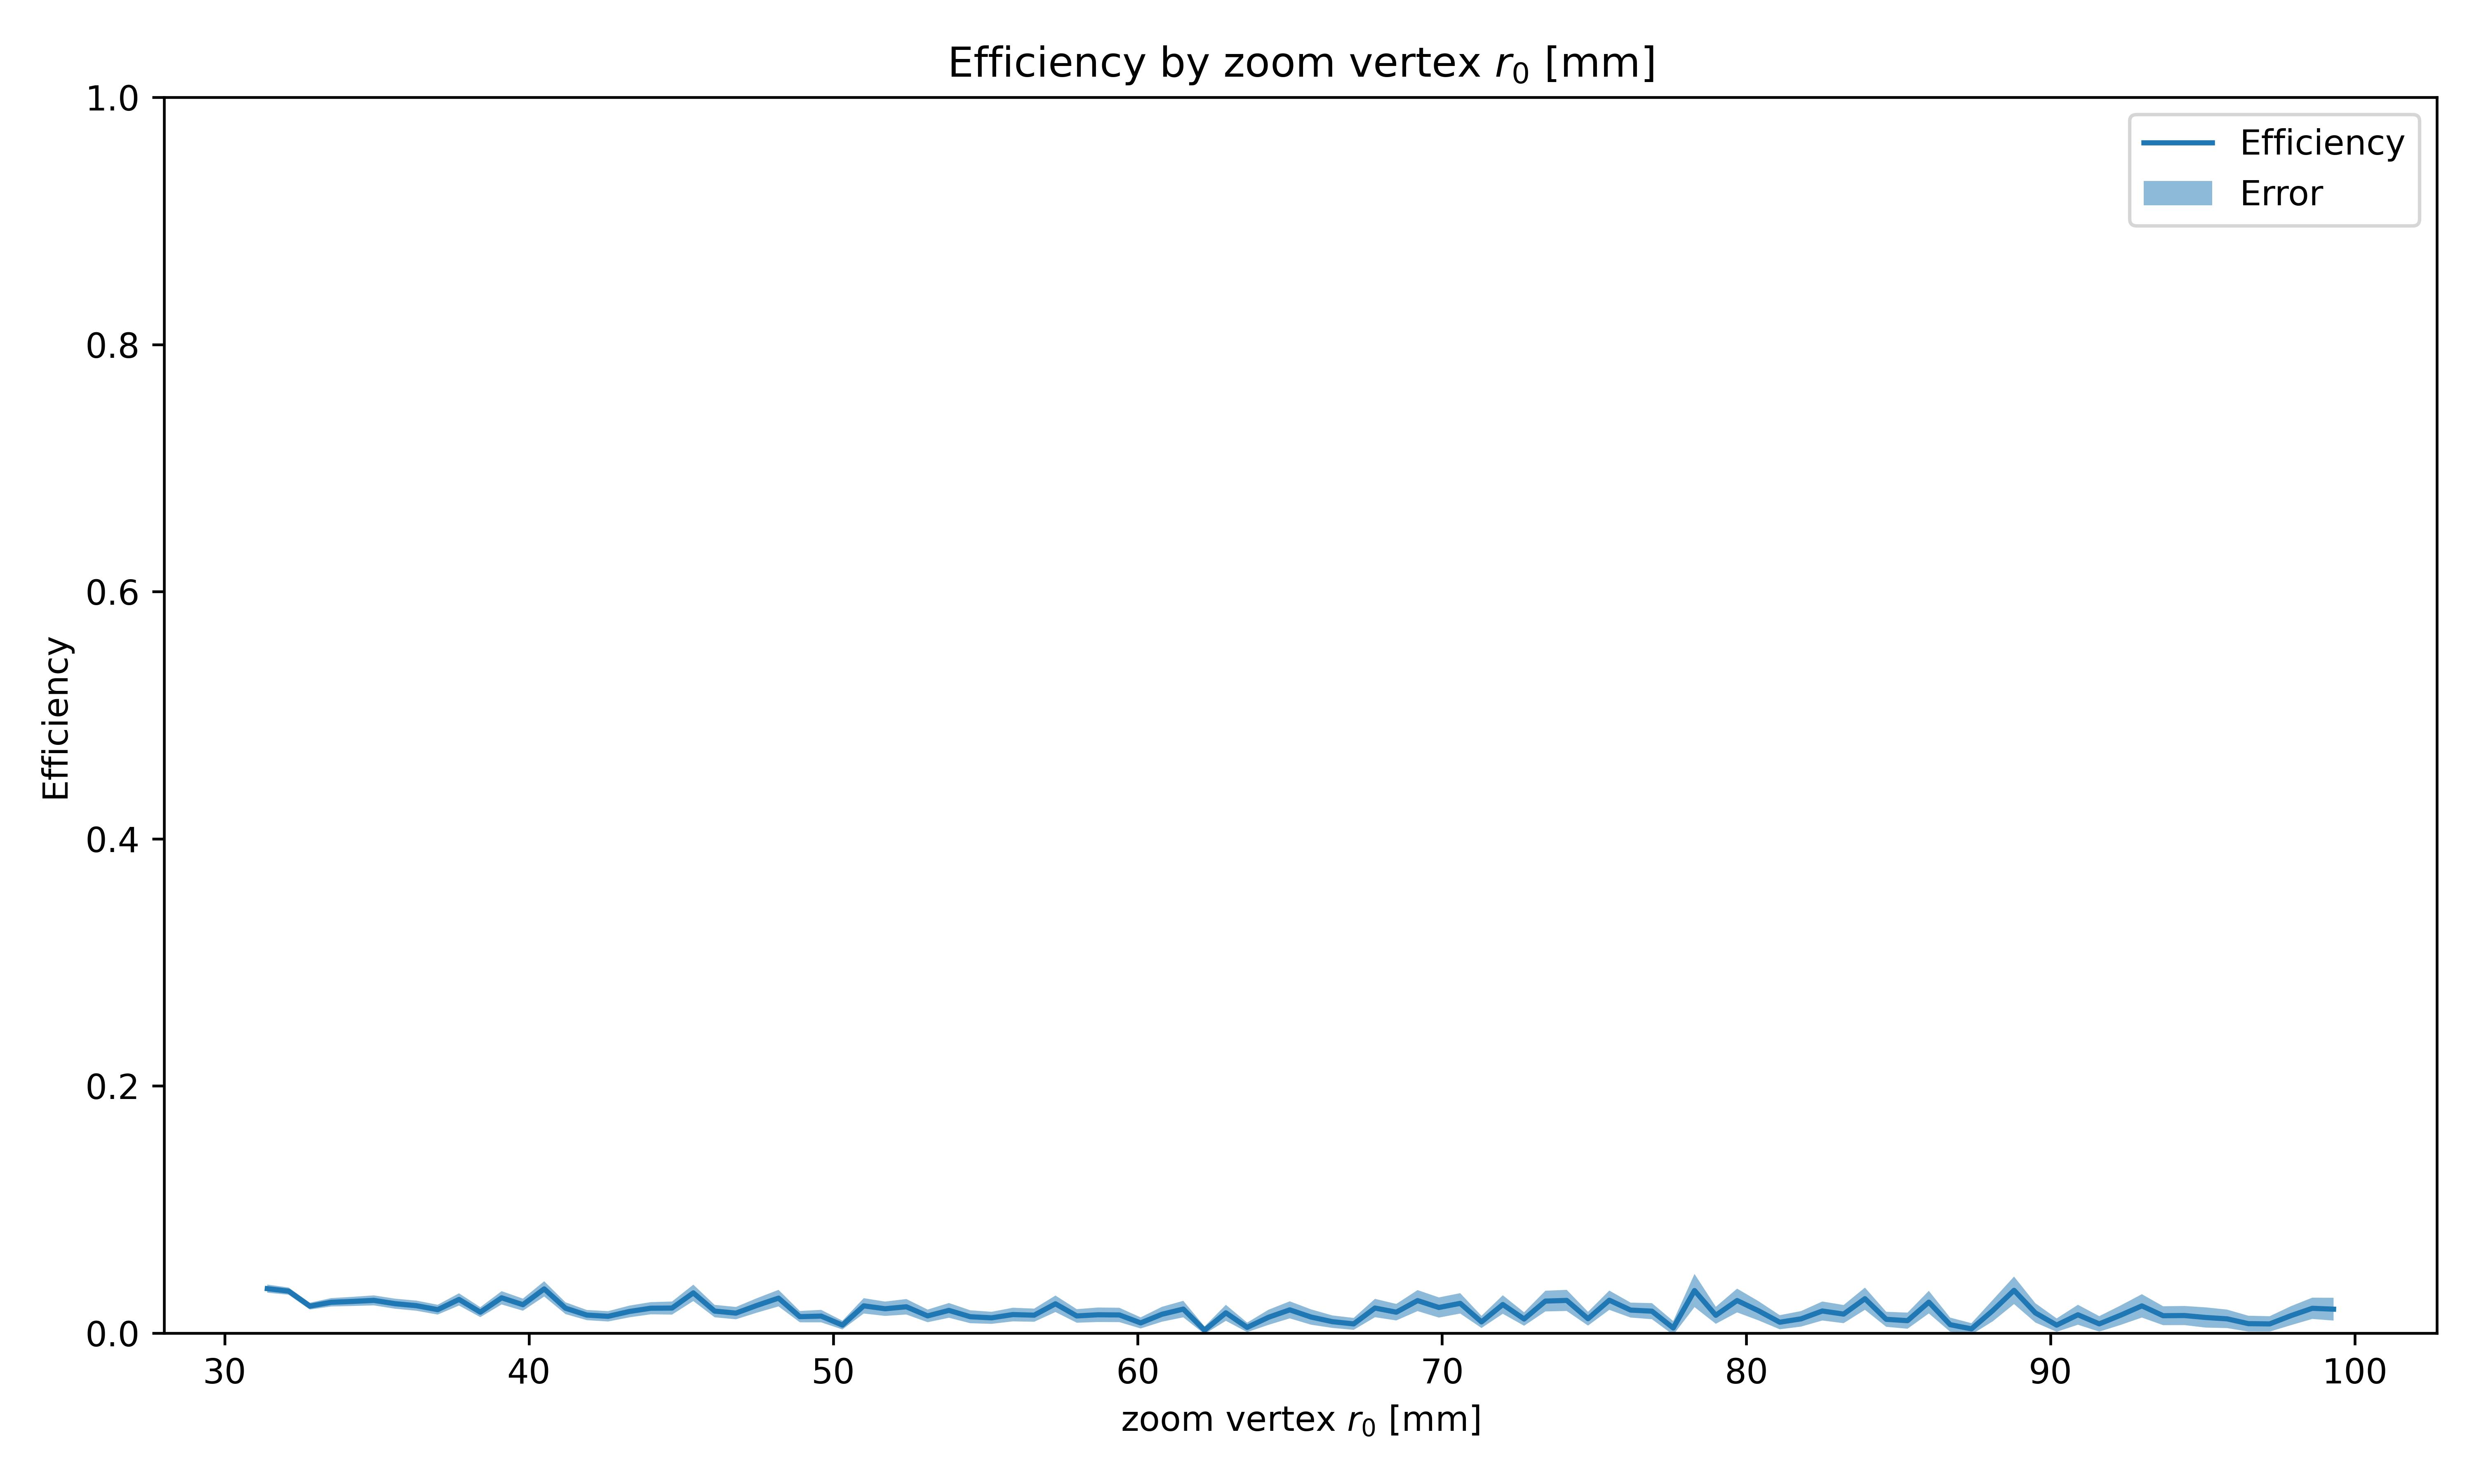 Efficiency by zoom vertex r₀ [mm]
1.0
0.8
0.6
0.4
0.2
0.0
Efficiency
Efficiency
Error
30 40 50 60 70 80 90 100
zoom vertex r₀ [mm]